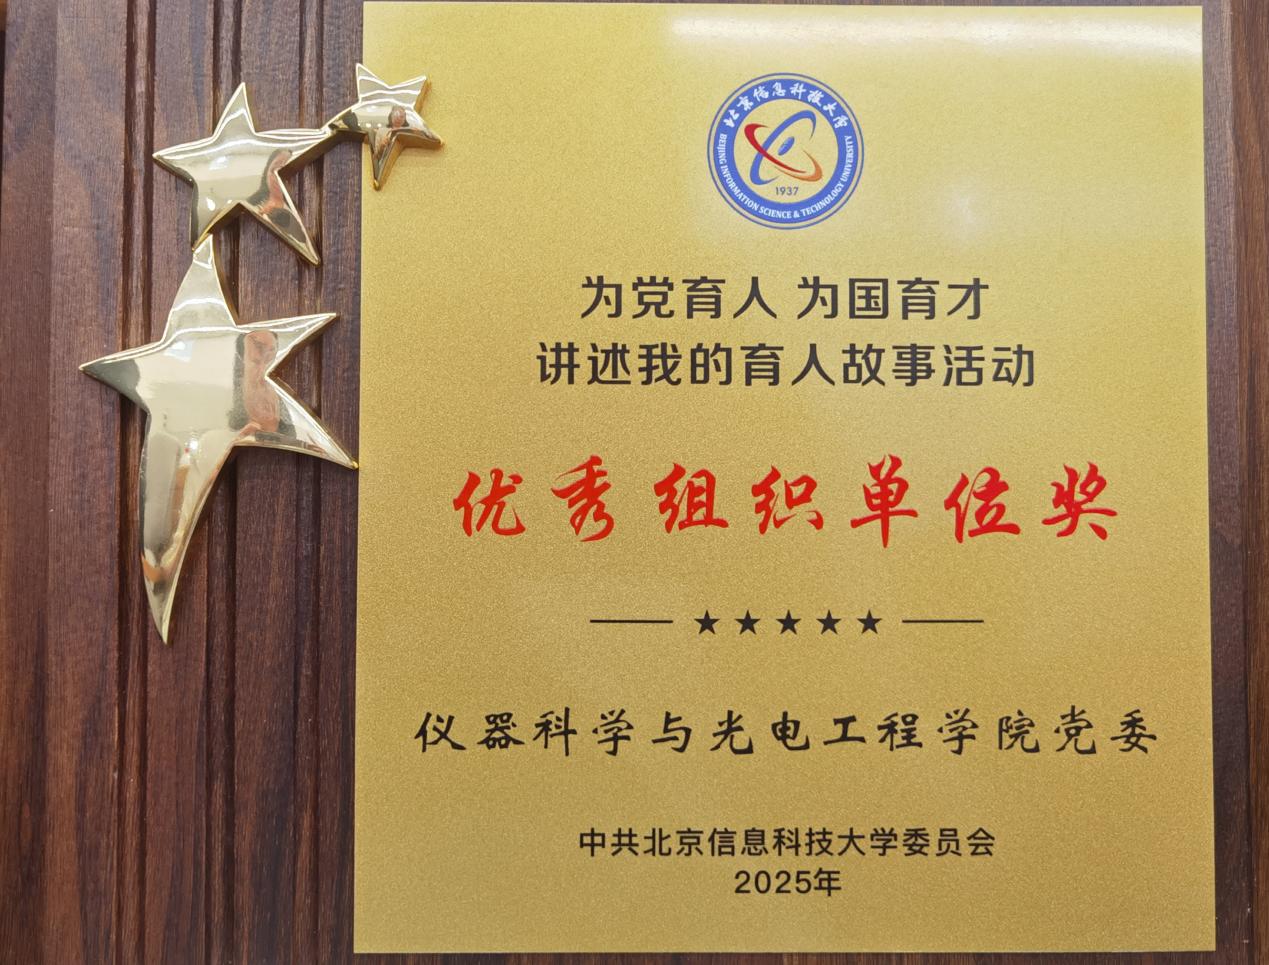 北京信息科技大学
BEIJING INFORMATION SCIENCE & TECHNOLOGY UNIVERSITY
1937
为党育人 为国育才
讲述我的育人故事活动
优秀组织单位奖
仪器科学与光电工程学院党委
中共北京信息科技大学委员会
2025年